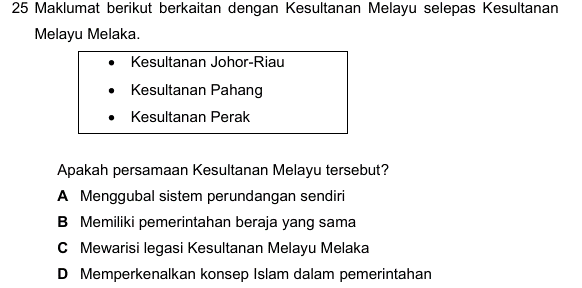 25 Maklumat berikut berkaitan dengan Kesultanan Melayu selepas Kesultanan
Melayu Melaka.
• Kesultanan Johor-Riau
• Kesultanan Pahang
• Kesultanan Perak
Apakah persamaan Kesultanan Melayu tersebut?
A Menggubal sistem perundangan sendiri
B Memiliki pemerintahan beraja yang sama
C Mewarisi legasi Kesultanan Melayu Melaka
D Memperkenalkan konsep Islam dalam pemerintahan